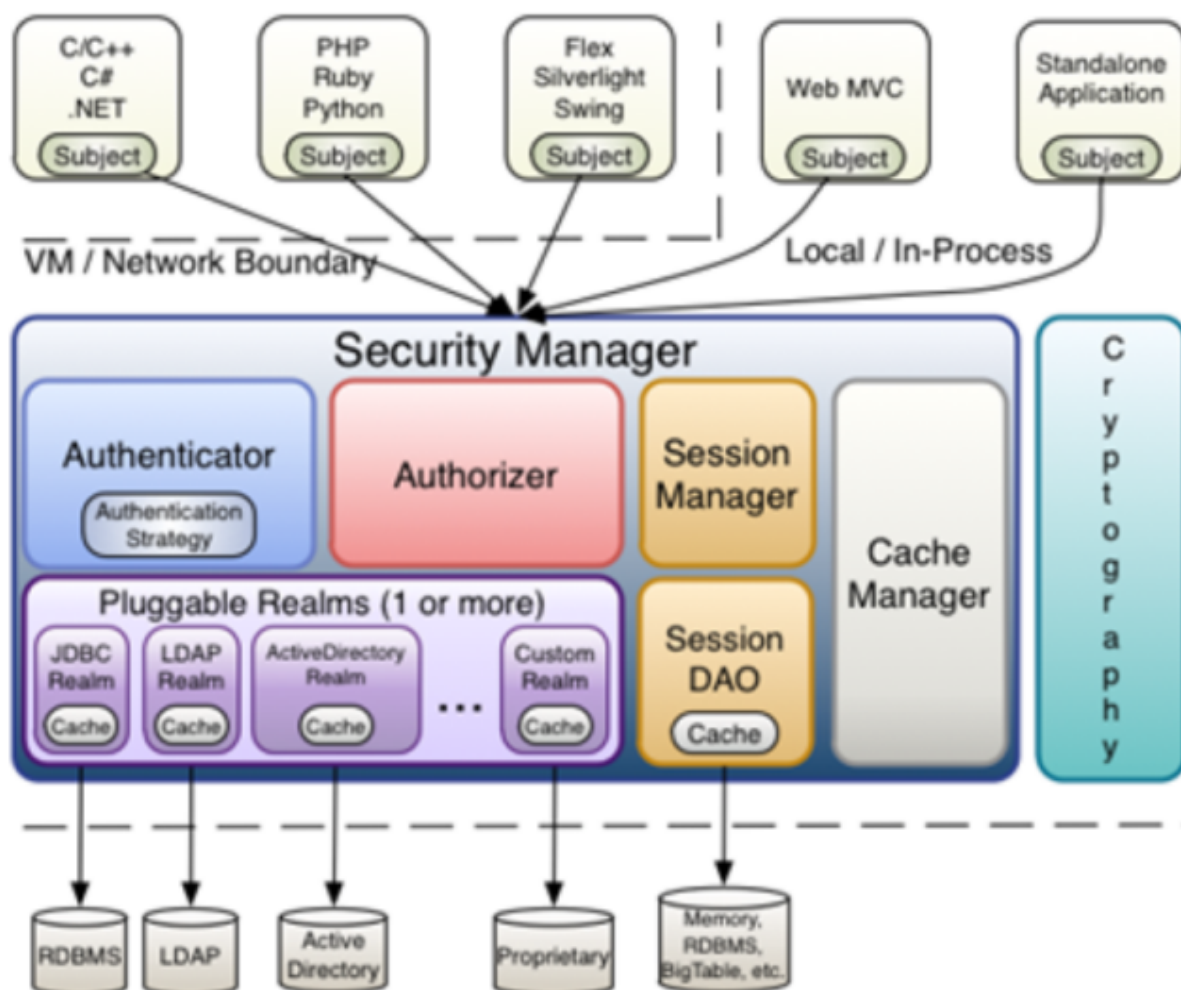 C/C++
C#
.NET
Subject
PHP
Ruby
Python
Subject
Flex
Silverlight
Swing
Subject
Web MVC
Subject
Standalone
Application
Subject
VM / Network Boundary
Local / In-Process
Security Manager
Authenticator
Authentication
Strategy
Authorizer
Session
Manager
Cache
Manager
Pluggable Realms (1 or more)
JDBC
Realm
Cache
LDAP
Realm
Cache
ActiveDirectory
Realm
Cache
...
Custom
Realm
Cache
Session
DAO
Cache
C
r
y
p
t
o
g
r
a
p
h
y
RDBMS
LDAP
Active
Directory
Proprietary
Memory,
RDBMS,
BigTable, etc.